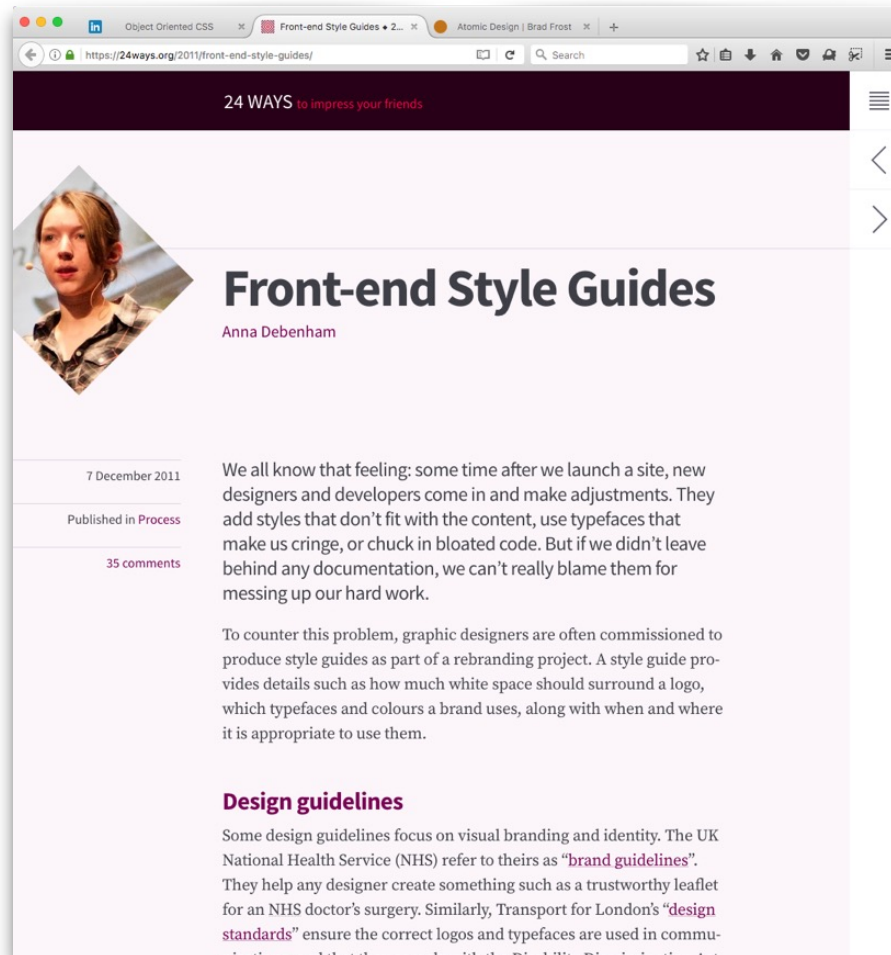 Object Oriented CSS
Front-end Style Guides ♦ 2...
Atomic Design | Brad Frost
https://24ways.org/2011/front-end-style-guides/
Search
24 WAYS to impress your friends
Front-end Style Guides
Anna Debenham
7 December 2011
Published in Process
35 comments
We all know that feeling: some time after we launch a site, new
designers and developers come in and make adjustments. They
add styles that don’t fit with the content, use typefaces that
make us cringe, or chuck in bloated code. But if we didn’t leave
behind any documentation, we can’t really blame them for
messing up our hard work.
To counter this problem, graphic designers are often commissioned to
produce style guides as part of a rebranding project. A style guide pro-
vides details such as how much white space should surround a logo,
which typefaces and colours a brand uses, along with when and where
it is appropriate to use them.
Design guidelines
Some design guidelines focus on visual branding and identity. The UK
National Health Service (NHS) refer to theirs as “brand guidelines”.
They help any designer create something such as a trustworthy leaflet
for an NHS doctor’s surgery. Similarly, Transport for London’s “design
standards” ensure the correct logos and typefaces are used in commu-